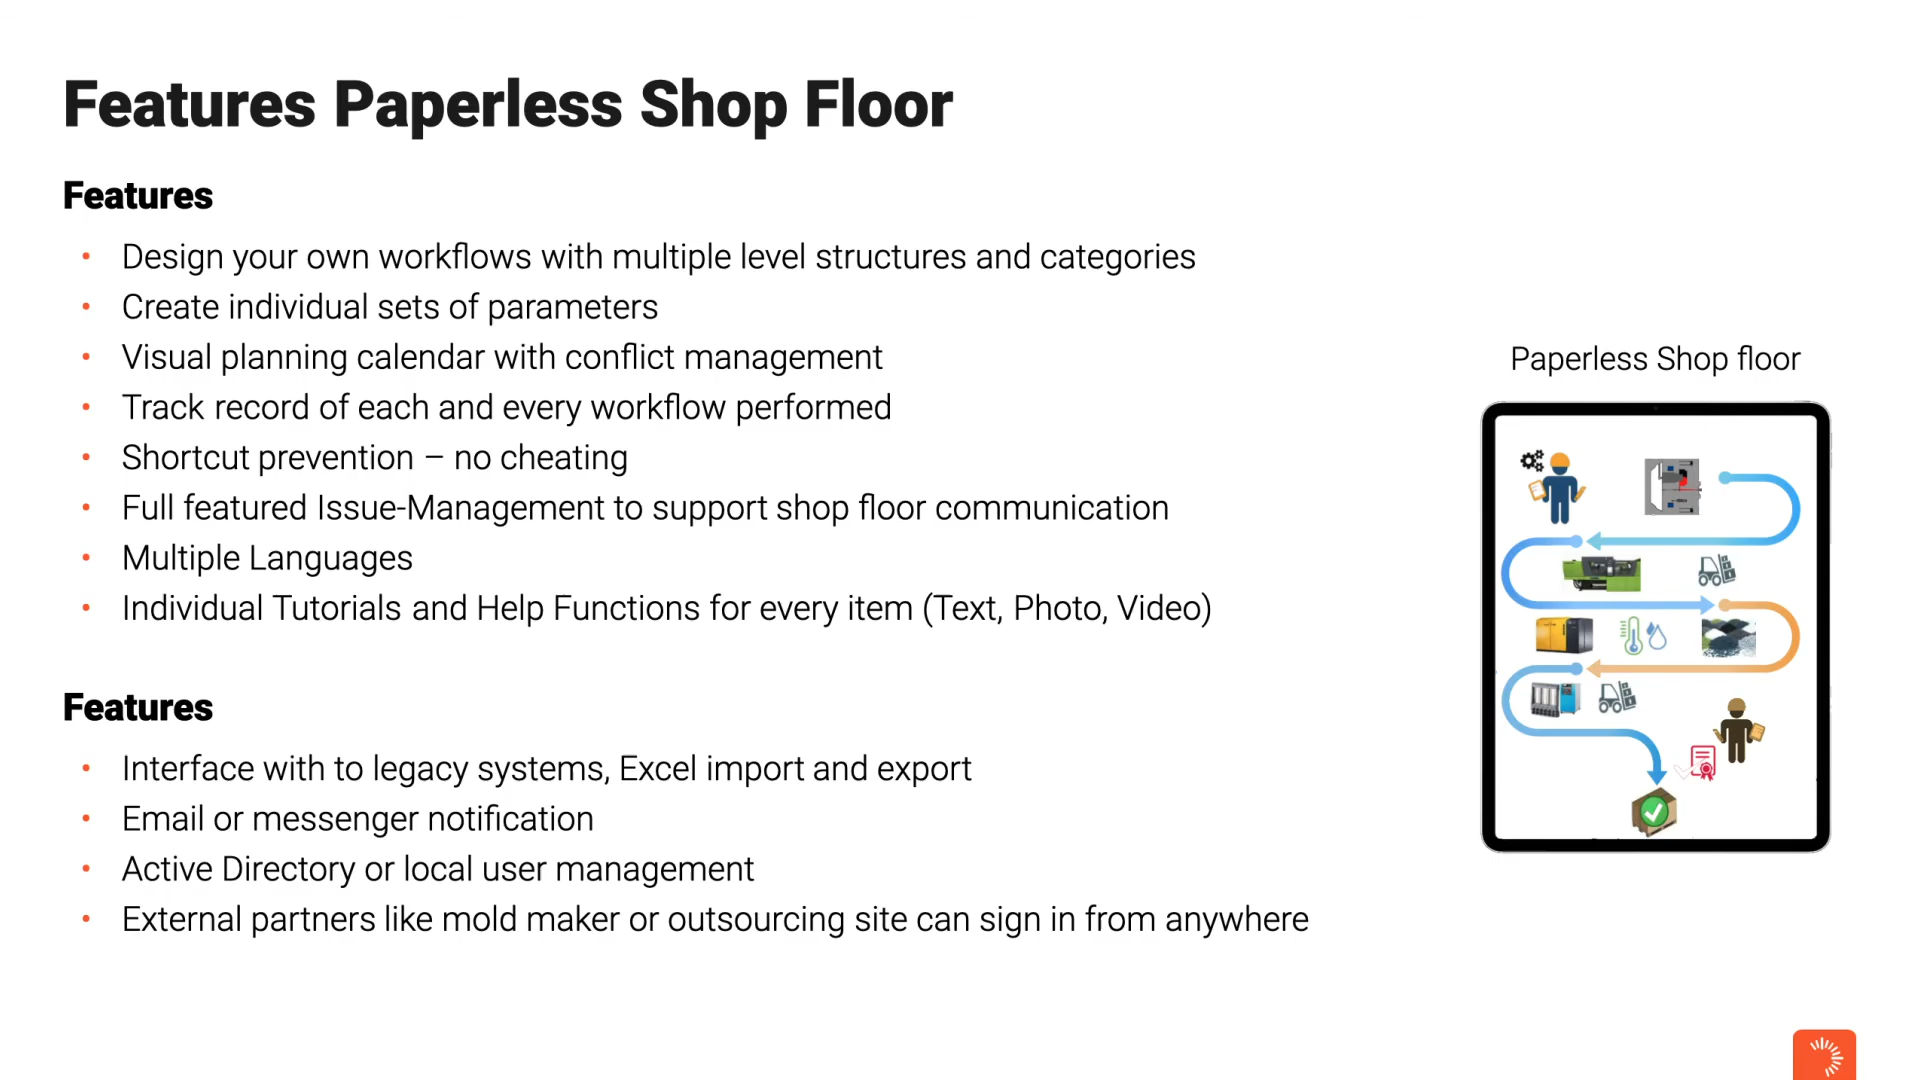 Features Paperless Shop Floor
Features
• Design your own workflows with multiple level structures and categories
• Create individual sets of parameters
• Visual planning calendar with conflict management
• Track record of each and every workflow performed
• Shortcut prevention – no cheating
• Full featured Issue-Management to support shop floor communication
• Multiple Languages
• Individual Tutorials and Help Functions for every item (Text, Photo, Video)
Paperless Shop floor
Features
• Interface with to legacy systems, Excel import and export
• Email or messenger notification
• Active Directory or local user management
• External partners like mold maker or outsourcing site can sign in from anywhere